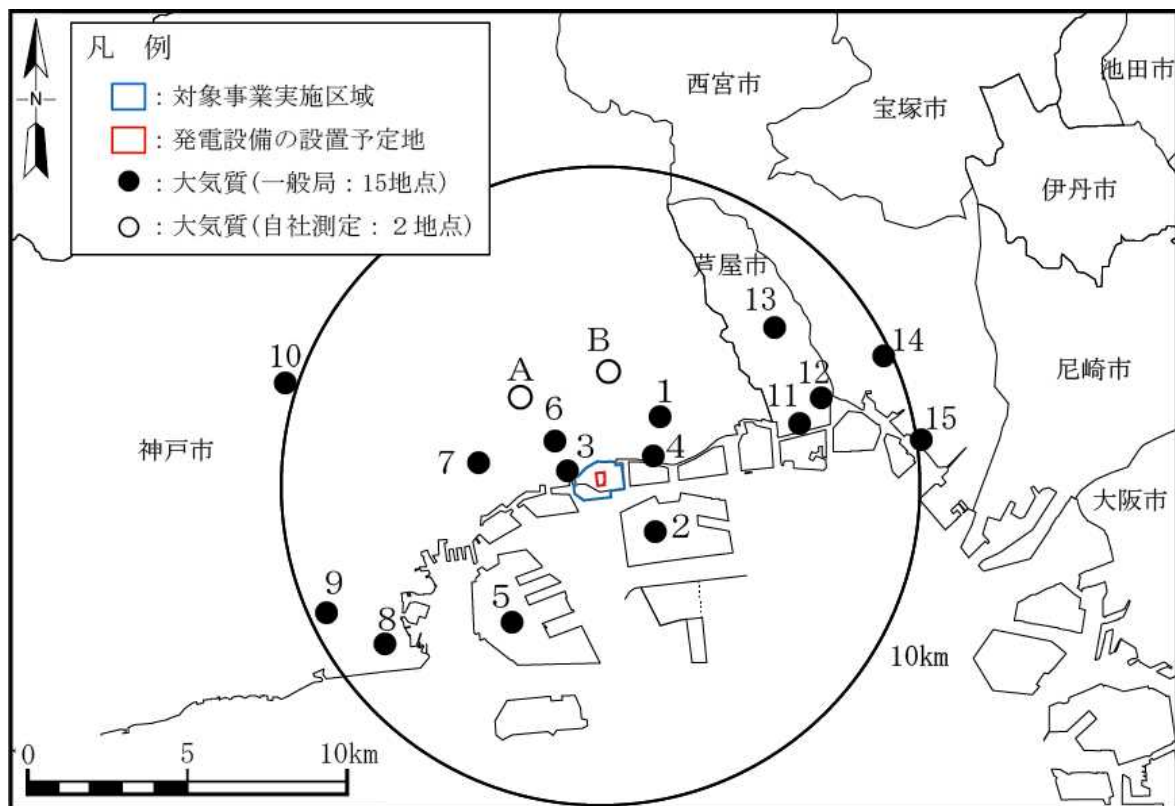 凡 例
：対象事業実施区域
：発電設備の設置予定地
：大気質(一般局：15地点)
：大気質(自社測定：２地点)
N
西宮市
宝塚市
池田市
伊丹市
芦屋市
尼崎市
神戸市
大阪市
13
14
10
B
A
12
1
11
15
6
7
3
4
2
9
5
8
10km
0 5 10km